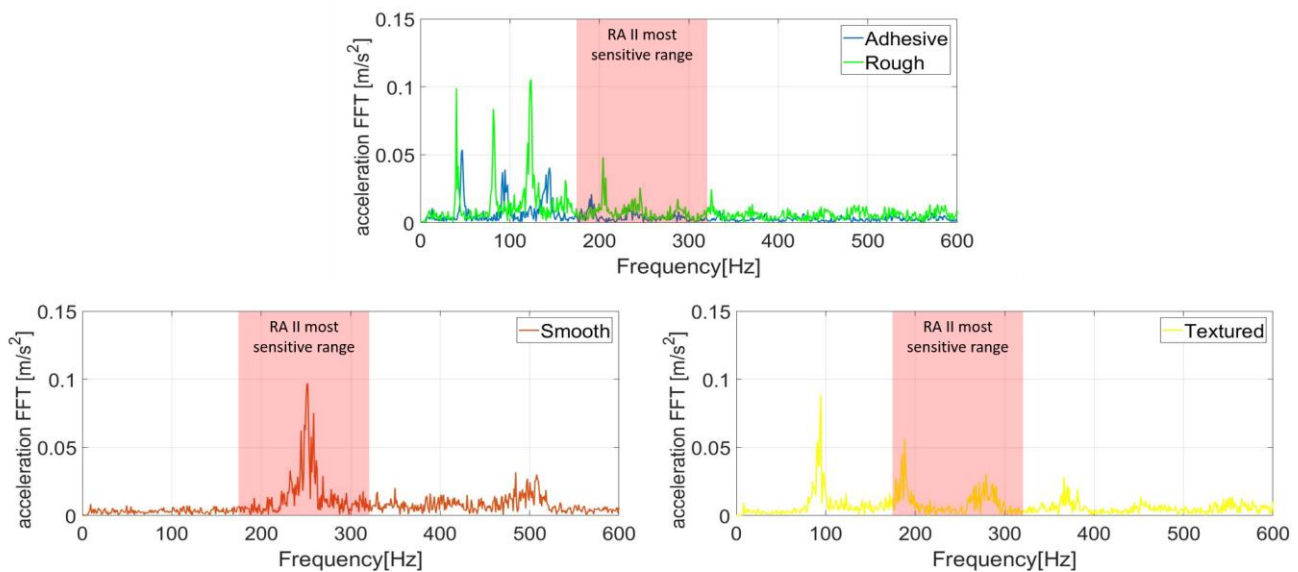 0.15
0.1
0.05
0
acceleration FFT [m/s²]
RA II most
sensitive range
Adhesive
Rough
0 100 200 300 400 500 600
Frequency[Hz]
0.15
0.1
0.05
0
acceleration FFT [m/s²]
RA II most
sensitive range
Smooth
0 100 200 300 400 500 600
Frequency[Hz]
0.15
0.1
0.05
0
acceleration FFT [m/s²]
RA II most
sensitive range
Textured
0 100 200 300 400 500 600
Frequency[Hz]